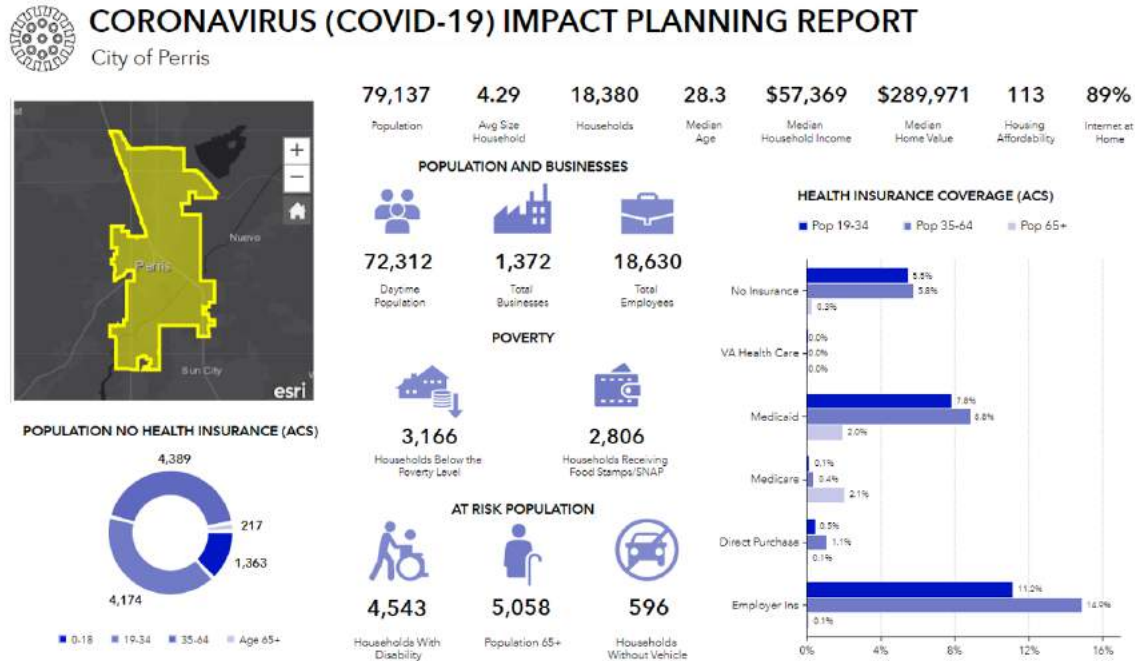 CORONAVIRUS (COVID-19) IMPACT PLANNING REPORT
City of Perris
79,137
Population
4.29
Avg Size
Household
18,380
Households
28.3
Median
Age
$57,369
Median
Household Income
$289,971
Median
Home Value
113
Housing
Affordability
89%
Internet at
Home
+
−
Nuevo
Perris
Sun City
esri
POPULATION AND BUSINESSES
72,312
Daytime
Population
1,372
Total
Businesses
18,630
Total
Employees
POVERTY
3,166
Households Below the
Poverty Level
2,806
Households Receiving
Food Stamps/SNAP
AT RISK POPULATION
4,543
Households With
Disability
5,058
Population 65+
596
Households
Without Vehicle
POPULATION NO HEALTH INSURANCE (ACS)
4,389
217
1,363
4,174
0-18 19-34 35-64 Age 65+
HEALTH INSURANCE COVERAGE (ACS)
Pop 19-34 Pop 35-64 Pop 65+
No Insurance
5.5%
5.8%
0.3%
VA Health Care
0.0%
0.0%
0.0%
Medicaid
7.8%
8.8%
2.0%
Medicare
0.1%
0.4%
2.1%
Direct Purchase
0.5%
1.1%
0.1%
Employer Ins
11.2%
14.9%
0.1%
0% 4% 8% 12% 16%